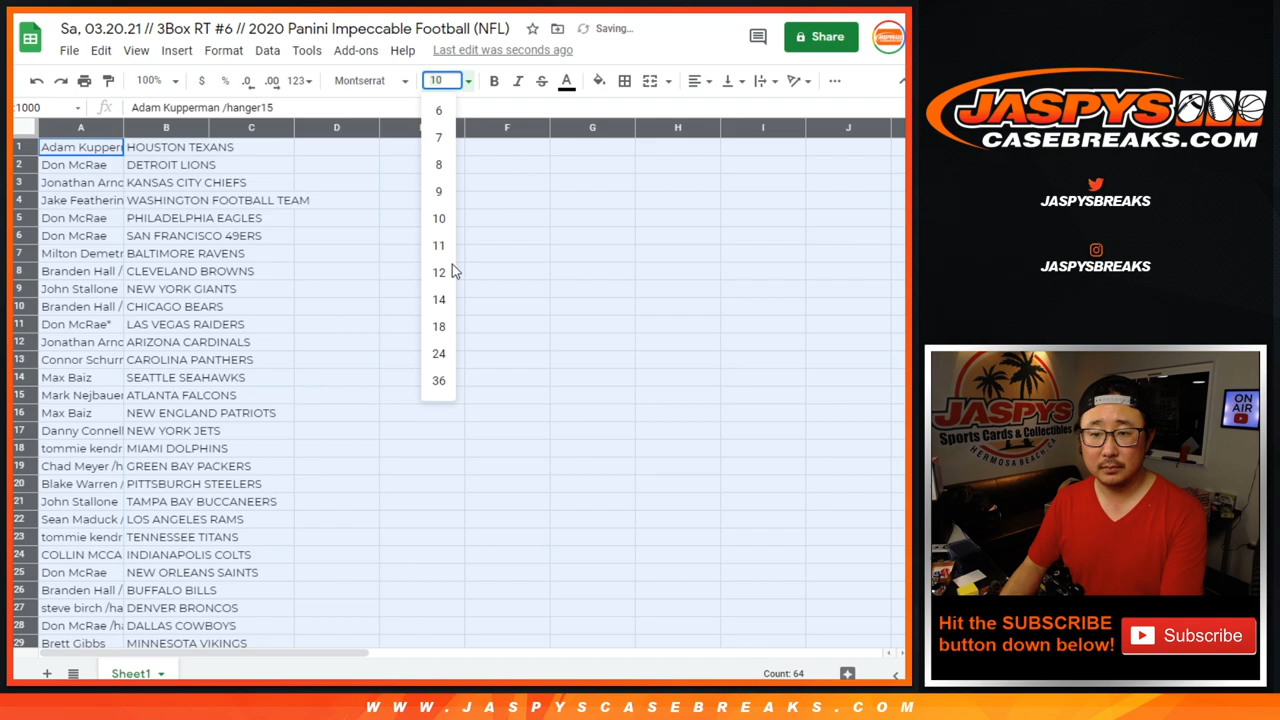 Sa, 03.20.21 // 3Box RT #6 // 2020 Panini Impeccable Football (NFL) Saving...
File Edit View Insert Format Data Tools Add-ons Help Last edit was seconds ago
Share
100% $ % .0 .00 123 Montserrat 10 B I S A
:1000 fx Adam Kupperman /hanger15
A B C D F G H I J
1 Adam Kupperr HOUSTON TEXANS
2 Don McRae DETROIT LIONS
3 Jonathan Arno KANSAS CITY CHIEFS
4 Jake Featherin WASHINGTON FOOTBALL TEAM
5 Don McRae PHILADELPHIA EAGLES
6 Don McRae SAN FRANCISCO 49ERS
7 Milton Demetr BALTIMORE RAVENS
8 Branden Hall / CLEVELAND BROWNS
9 John Stallone NEW YORK GIANTS
10 Branden Hall / CHICAGO BEARS
11 Don McRae* LAS VEGAS RAIDERS
12 Jonathan Arno ARIZONA CARDINALS
13 Connor Schurr CAROLINA PANTHERS
14 Max Baiz SEATTLE SEAHAWKS
15 Mark Nejbauer ATLANTA FALCONS
16 Max Baiz NEW ENGLAND PATRIOTS
17 Danny Connell NEW YORK JETS
18 tommie kendr MIAMI DOLPHINS
19 Chad Meyer /h GREEN BAY PACKERS
20 Blake Warren / PITTSBURGH STEELERS
21 John Stallone TAMPA BAY BUCCANEERS
22 Sean Maduck / LOS ANGELES RAMS
23 tommie kendr TENNESSEE TITANS
24 COLLIN MCCA INDIANAPOLIS COLTS
25 Don McRae NEW ORLEANS SAINTS
26 Branden Hall / BUFFALO BILLS
27 steve birch /ha DENVER BRONCOS
28 Don McRae /ha DALLAS COWBOYS
29 Brett Gibbs MINNESOTA VIKINGS
6
7
8
9
10
11
12
14
18
24
36
Sheet1 Count: 64
JASPYS
CASEBREAKS.COM
JASPYSBREAKS
JASPYSBREAKS
JASPYS
Sports Cards & Collectibles
HERMOSA BEACH, CA
ON AIR
Hit the SUBSCRIBE
button down below!
Subscribe
WWW.JASPYSCASEBREAKS.COM